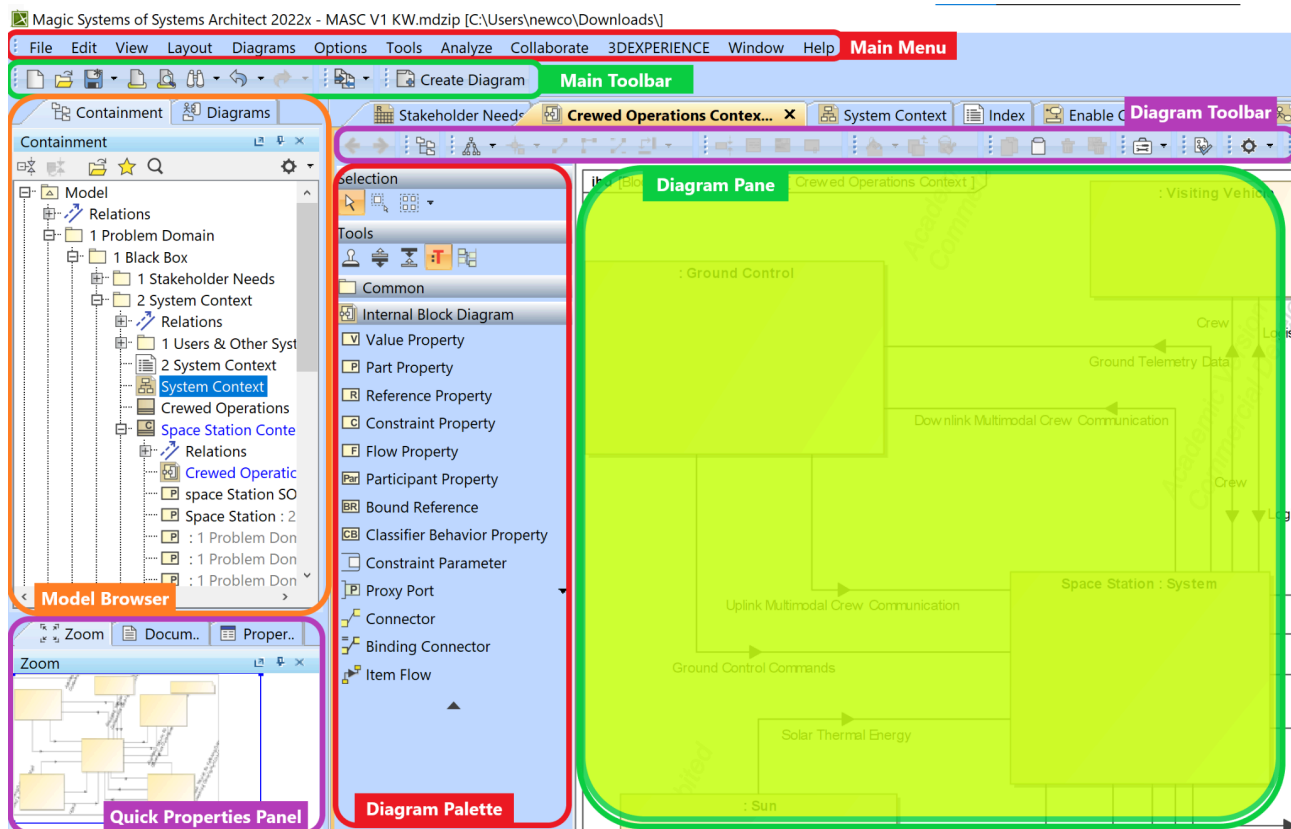 Magic Systems of Systems Architect 2022x - MASC V1 KW.mdzip [C:\Users\newco\Downloads\]
File Edit View Layout Diagrams Options Tools Analyze Collaborate 3DEXPERIENCE Window Help Main Menu
Create Diagram Main Toolbar
Containment Diagrams
Stakeholder Needs Crewed Operations Contex... System Context Index Enable Diagram Toolbar
Containment
Model
Relations
1 Problem Domain
1 Black Box
1 Stakeholder Needs
2 System Context
Relations
1 Users & Other Syst
2 System Context
System Context
Crewed Operations
Space Station Conte
Relations
Crewed Operatic
space Station SO
Space Station : 2
: 1 Problem Don
: 1 Problem Don
: 1 Problem Don
Model Browser
Zoom Docum.. Proper..
Zoom
Quick Properties Panel
Selection
Tools
Common
Internal Block Diagram
Value Property
Part Property
Reference Property
Constraint Property
Flow Property
Participant Property
Bound Reference
Classifier Behavior Property
Constraint Parameter
Proxy Port
Connector
Binding Connector
Item Flow
Diagram Palette
ibd Diagram Pane Crewed Operations Context ]
: Visiting Vehicle
: Ground Control
Crew
Logis
Ground Telemetry Data
Downlink Multimodal Crew Communication
Academic Version
Crew
Log
Space Station : System
Uplink Multimodal Crew Communication
Ground Control Commands
Solar Thermal Energy
: Sun